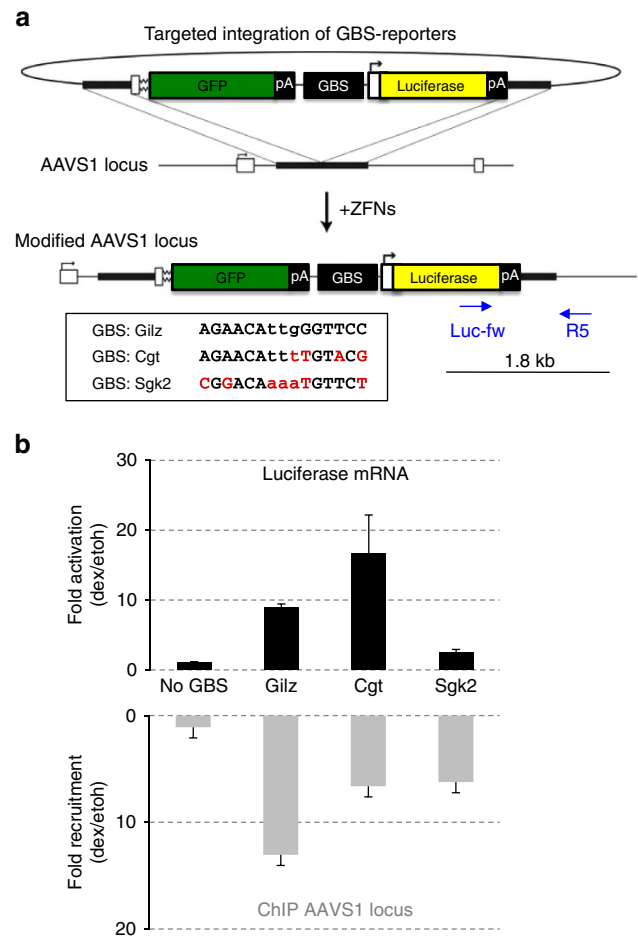 a
Targeted integration of GBS-reporters
GFP pA GBS Luciferase pA
AAVS1 locus
+ZFNs
Modified AAVS1 locus
GFP pA GBS Luciferase pA
GBS: Gilz AGAACAttgGGTTCC
GBS: Cgt AGAACAtttTGTACG
GBS: Sgk2 CGGACAaaaTGTTCT
Luc-fw R5
1.8 kb
b
30
Luciferase mRNA
20
10
0
Fold activation
(dex/etoh)
No GBS Gilz Cgt Sgk2
0
10
20
Fold recruitment
(dex/etoh)
ChIP AAVS1 locus